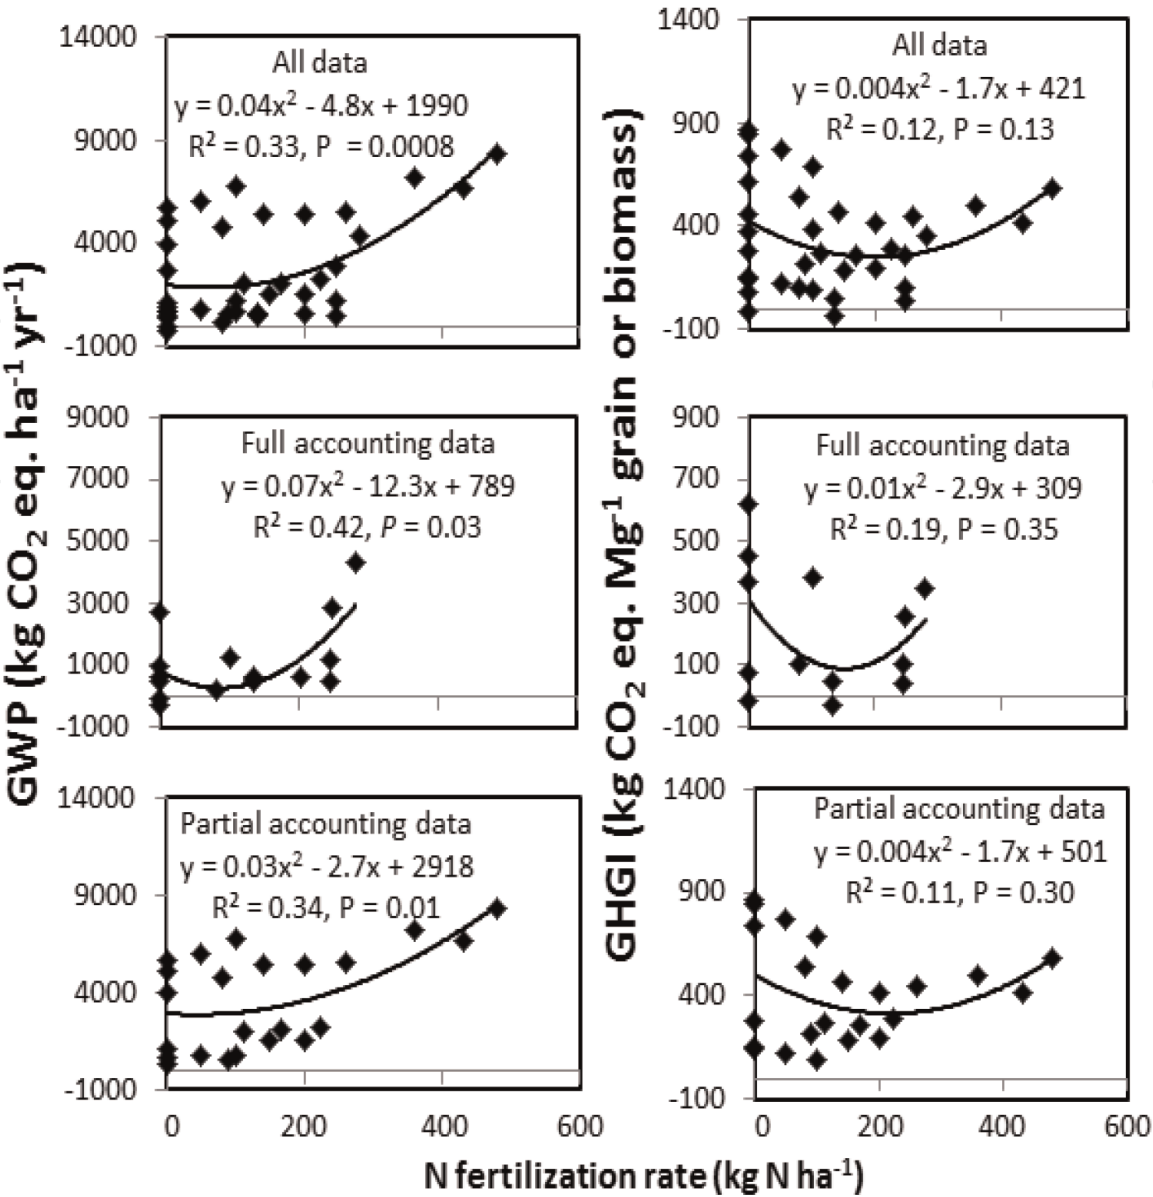 GWP (kg CO2 eq. ha-1 yr-1)
14000
9000
4000
-1000
All data
y = 0.04x² - 4.8x + 1990
R² = 0.33, P = 0.0008
9000
7000
5000
3000
1000
-1000
Full accounting data
y = 0.07x² - 12.3x + 789
R² = 0.42, P = 0.03
14000
9000
4000
-1000
Partial accounting data
y = 0.03x² - 2.7x + 2918
R² = 0.34, P = 0.01
0 200 400 600
GHGI (kg CO2 eq. Mg-1 grain or biomass)
1400
900
400
-100
All data
y = 0.004x² - 1.7x + 421
R² = 0.12, P = 0.13
900
700
500
300
100
-100
Full accounting data
y = 0.01x² - 2.9x + 309
R² = 0.19, P = 0.35
1400
900
400
-100
Partial accounting data
y = 0.004x² - 1.7x + 501
R² = 0.11, P = 0.30
0 200 400 600
N fertilization rate (kg N ha-1)